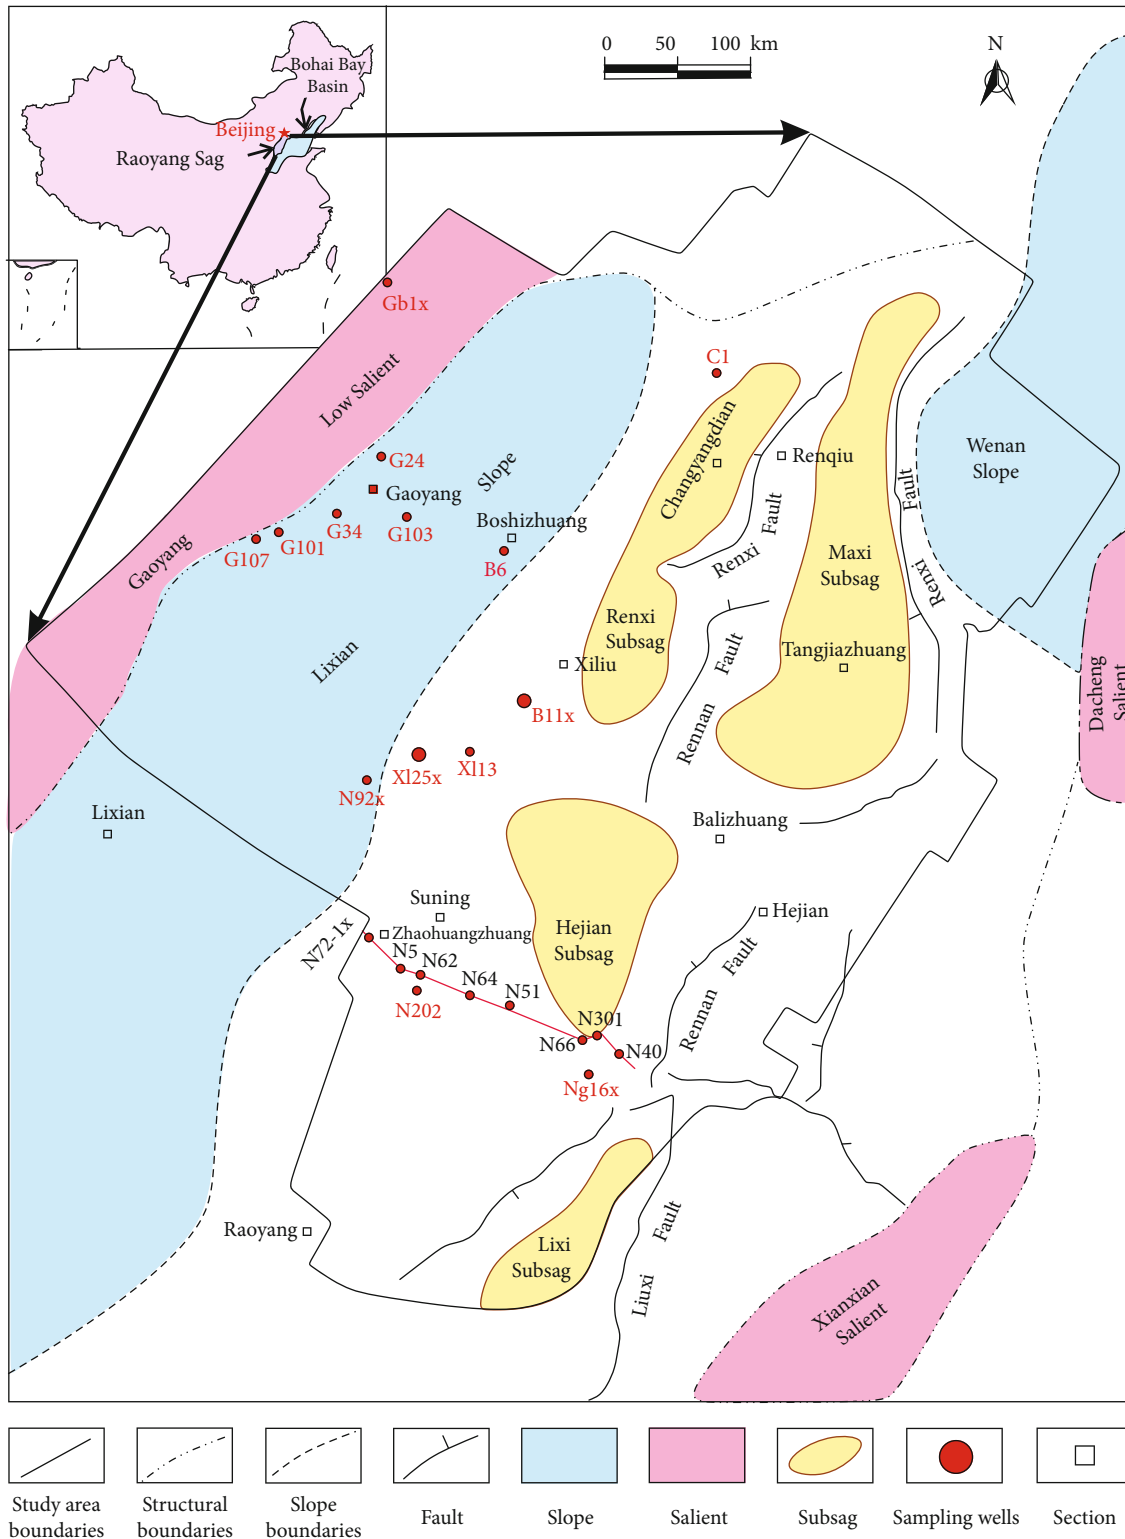 0 50 100 km
N
Bohai Bay
Basin
Beijing
Raoyang Sag
Gb1x
Low Salient
C1
Changyangdian
G24
Slope
Renqiu
Wenan
Slope
Gaoyang
Fault
Fault
Boshizhuang
G34
G103
G101
G107
Gaoyang
B6
Renxi
Maxi
Subsag
Renxi
Renxi
Subsag
Lixian
Xiliu
Fault
Tangjiazhuang
Dacheng
Salient
B11x
Rennan
Xl25x
Xl13
N92x
Lixian
Balizhuang
Suning
Hejian
N72-1x
Zhaohuangzhuang
Hejian
Subsag
Fault
N5
N62
N64
N51
N202
N301
Rennan
N66
N40
Ng16x
Raoyang
Fault
Lixi
Subsag
Liuxi
Xianxian
Salient
Study area
boundaries
Structural
boundaries
Slope
boundaries
Fault
Slope
Salient
Subsag
Sampling wells
Section